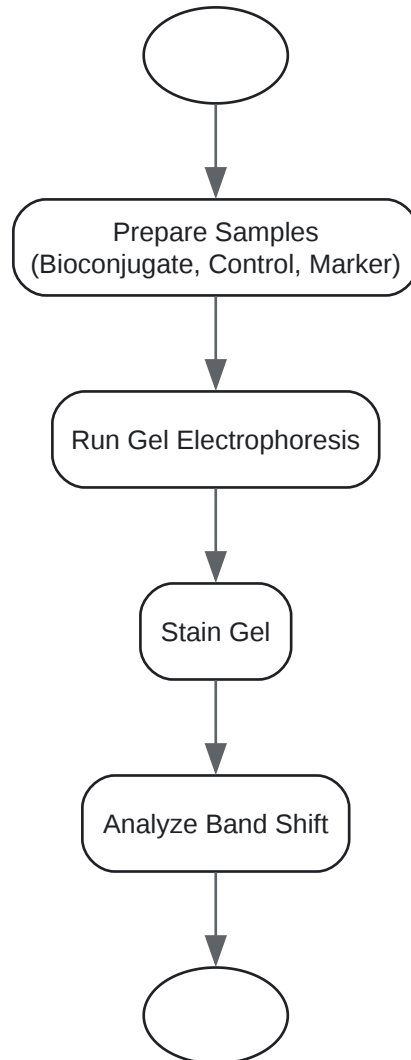 Prepare Samples
(Bioconjugate, Control, Marker)
Run Gel Electrophoresis
Stain Gel
Analyze Band Shift